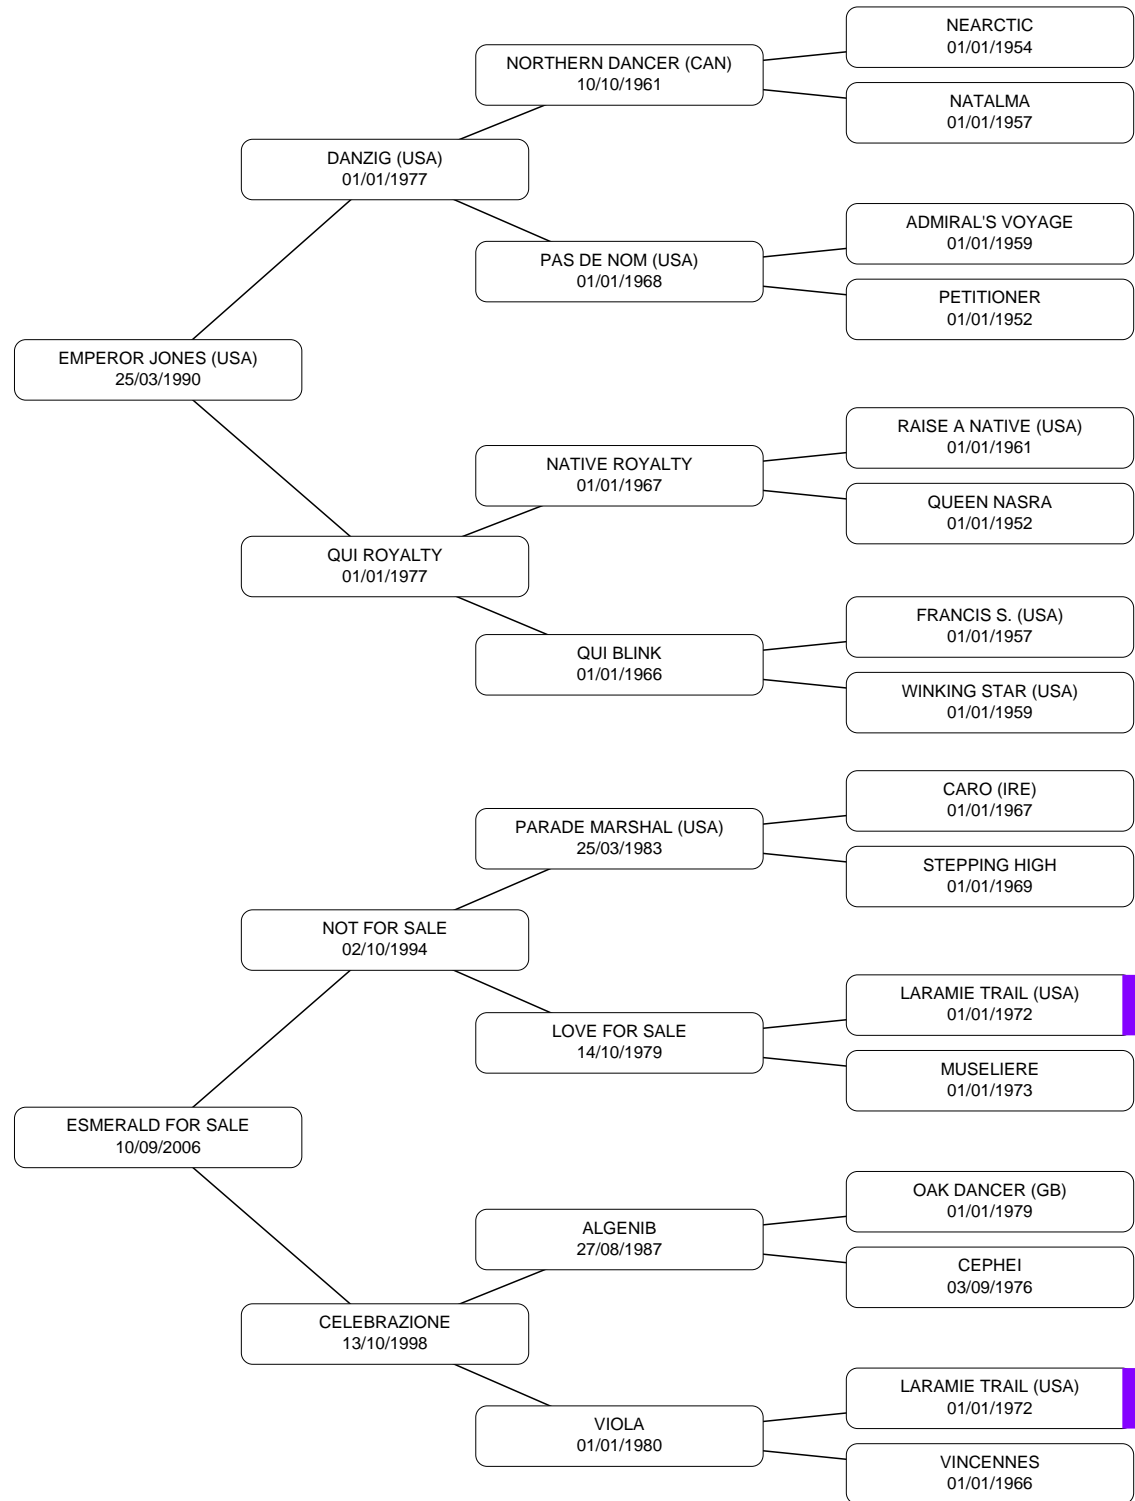 NEARCTIC
01/01/1954
NORTHERN DANCER (CAN)
10/10/1961
NATALMA
01/01/1957
DANZIG (USA)
01/01/1977
ADMIRAL'S VOYAGE
01/01/1959
PAS DE NOM (USA)
01/01/1968
PETITIONER
01/01/1952
EMPEROR JONES (USA)
25/03/1990
RAISE A NATIVE (USA)
01/01/1961
NATIVE ROYALTY
01/01/1967
QUEEN NASRA
01/01/1952
QUI ROYALTY
01/01/1977
FRANCIS S. (USA)
01/01/1957
QUI BLINK
01/01/1966
WINKING STAR (USA)
01/01/1959
CARO (IRE)
01/01/1967
PARADE MARSHAL (USA)
25/03/1983
STEPPING HIGH
01/01/1969
NOT FOR SALE
02/10/1994
LARAMIE TRAIL (USA)
01/01/1972
LOVE FOR SALE
14/10/1979
MUSELIERE
01/01/1973
ESMERALD FOR SALE
10/09/2006
OAK DANCER (GB)
01/01/1979
ALGENIB
27/08/1987
CEPHEI
03/09/1976
CELEBRAZIONE
13/10/1998
LARAMIE TRAIL (USA)
01/01/1972
VIOLA
01/01/1980
VINCENNES
01/01/1966